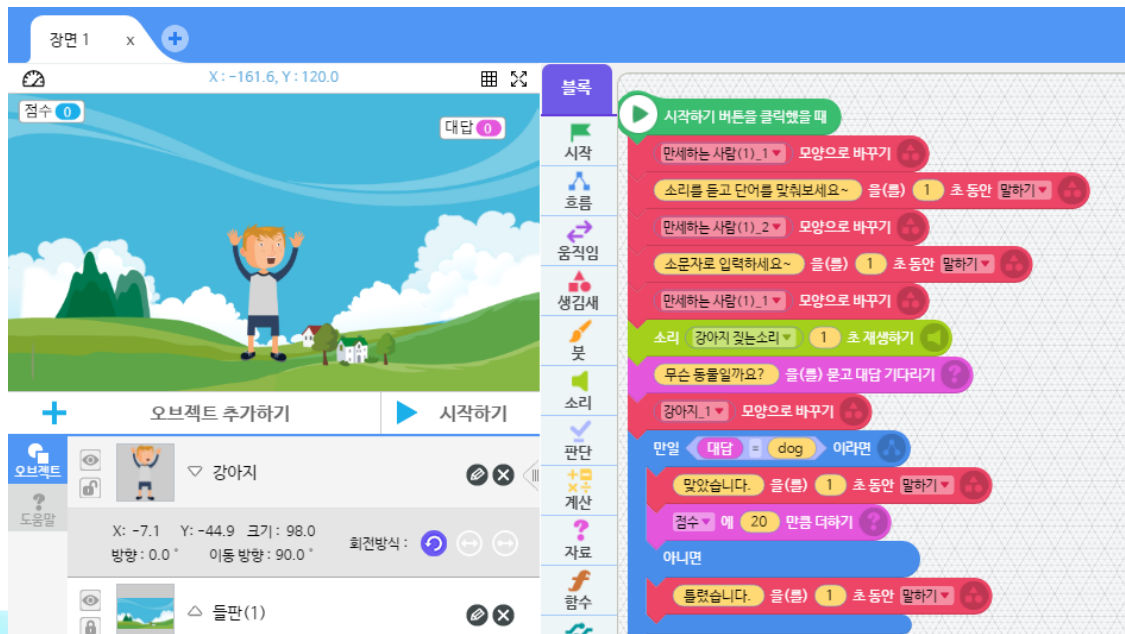 장면 1 x +
X : -161.6, Y : 120.0
점수 0
대답 0
오브젝트 추가하기
시작하기
오브젝트
도움말
강아지
X: -7.1 Y: -44.9 크기 : 98.0
방향 : 0.0 ° 이동 방향 : 90.0 °
회전방식 :
들판(1)
블록
시작
흐름
움직임
생김새
붓
소리
판단
계산
자료
함수
시작하기 버튼을 클릭했을 때
만세하는 사람(1)_1 모양으로 바꾸기
소리를 듣고 단어를 맞춰보세요~ 을(를) 1 초 동안 말하기
만세하는 사람(1)_2 모양으로 바꾸기
소문자로 입력하세요~ 을(를) 1 초 동안 말하기
만세하는 사람(1)_1 모양으로 바꾸기
소리 강아지 짖는소리 1 초 재생하기
무슨 동물일까요? 을(를) 묻고 대답 기다리기 ?
강아지_1 모양으로 바꾸기
만일 대답 = dog 이라면
맞았습니다. 을(를) 1 초 동안 말하기
점수 에 20 만큼 더하기 ?
아니면
틀렸습니다. 을(를) 1 초 동안 말하기